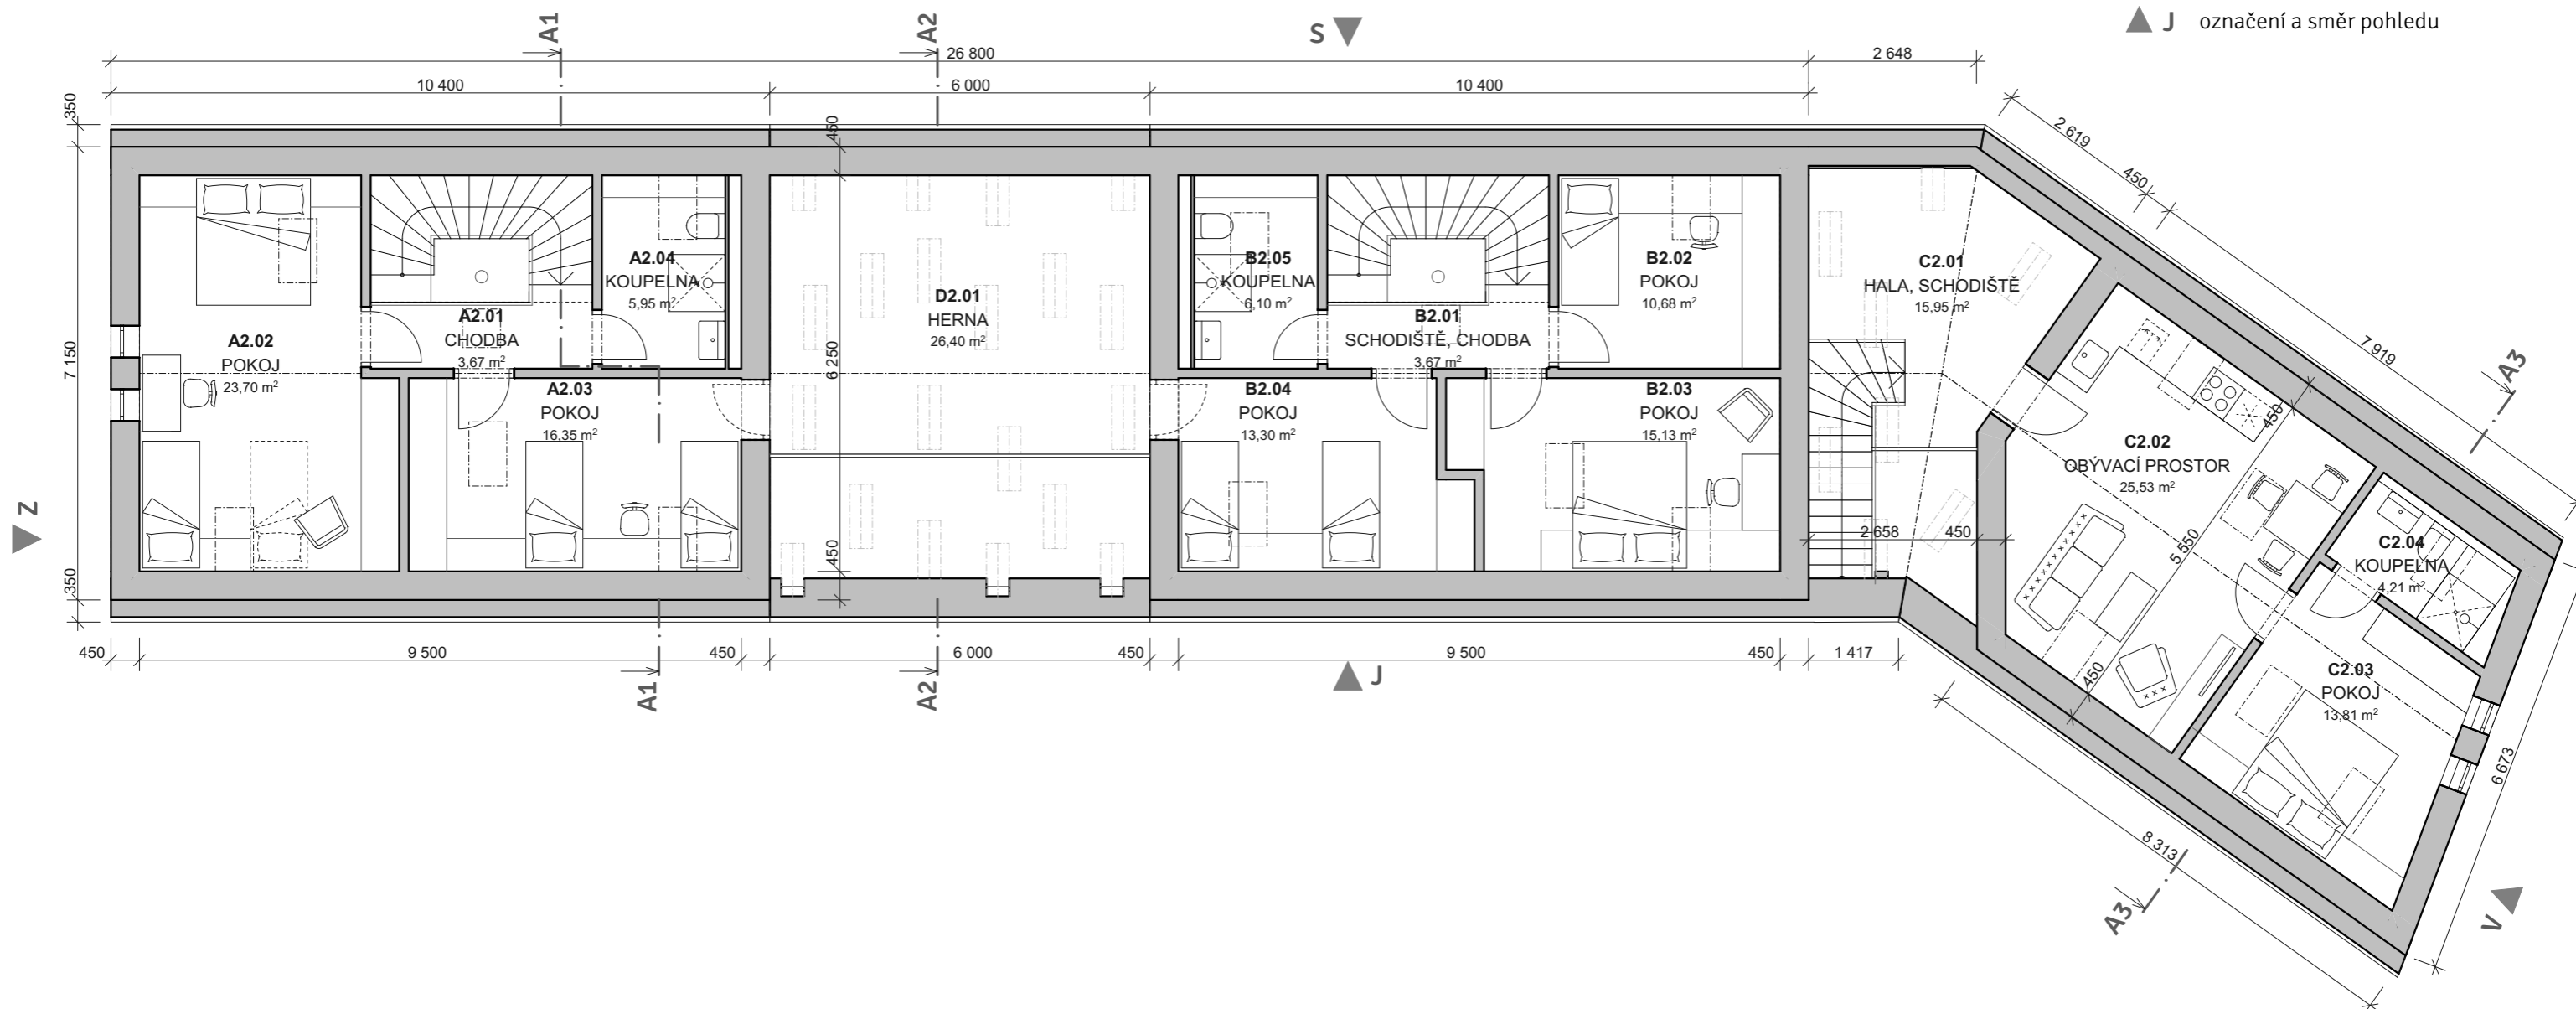 J označení a směr pohledu
A1
A2
S
26 800
2 648
10 400
6 000
10 400
350
450
2 619
450
7 919
A3
7 150
6 250
A2.02
POKOJ
23,70 m²
A2.01
CHODBA
3,67 m²
A2.04
KOUPELNA
5,95 m²
A2.03
POKOJ
16,35 m²
D2.01
HERNA
26,40 m²
B2.05
KOUPELNA
6,10 m²
B2.01
SCHODIŠTĚ, CHODBA
3,67 m²
B2.02
POKOJ
10,68 m²
B2.04
POKOJ
13,30 m²
B2.03
POKOJ
15,13 m²
C2.01
HALA, SCHODIŠTĚ
15,95 m²
C2.02
OBÝVACÍ PROSTOR
25,53 m²
450
5 550
450
2 658
450
C2.04
KOUPELNA
4,21 m²
C2.03
POKOJ
13,81 m²
Z
350
450
450
9 500
450
6 000
450
9 500
450
1 417
A1
A2
J
8 313
A3
6 673
V